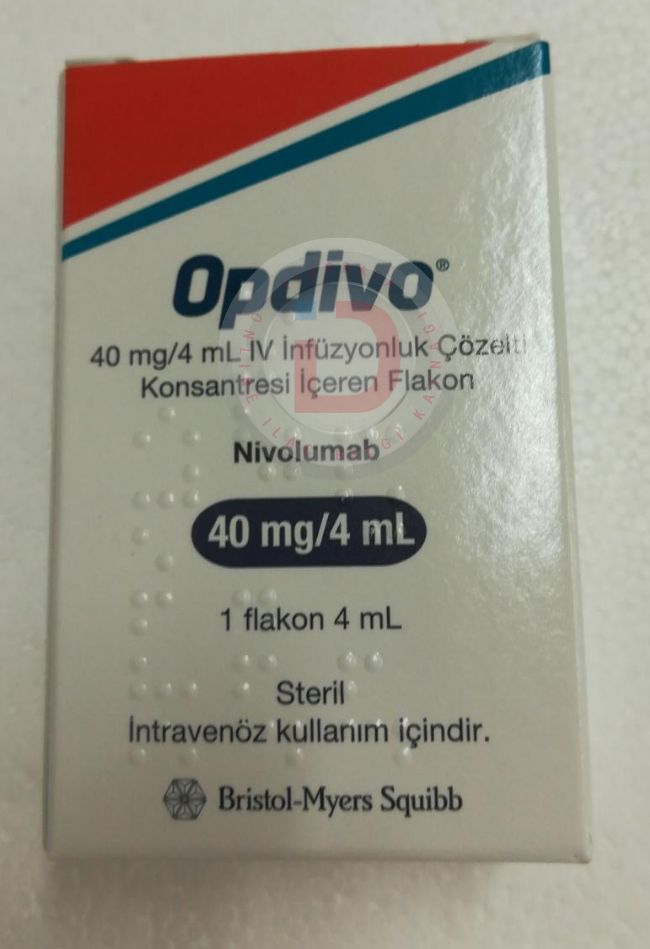 Opdivo®
40 mg/4 mL IV İnfüzyonluk Çözelti
Konsantresi İçeren Flakon
Nivolumab
40 mg/4 mL
1 flakon 4 mL
Steril
İntravenöz kullanım içindir.
Bristol-Myers Squibb